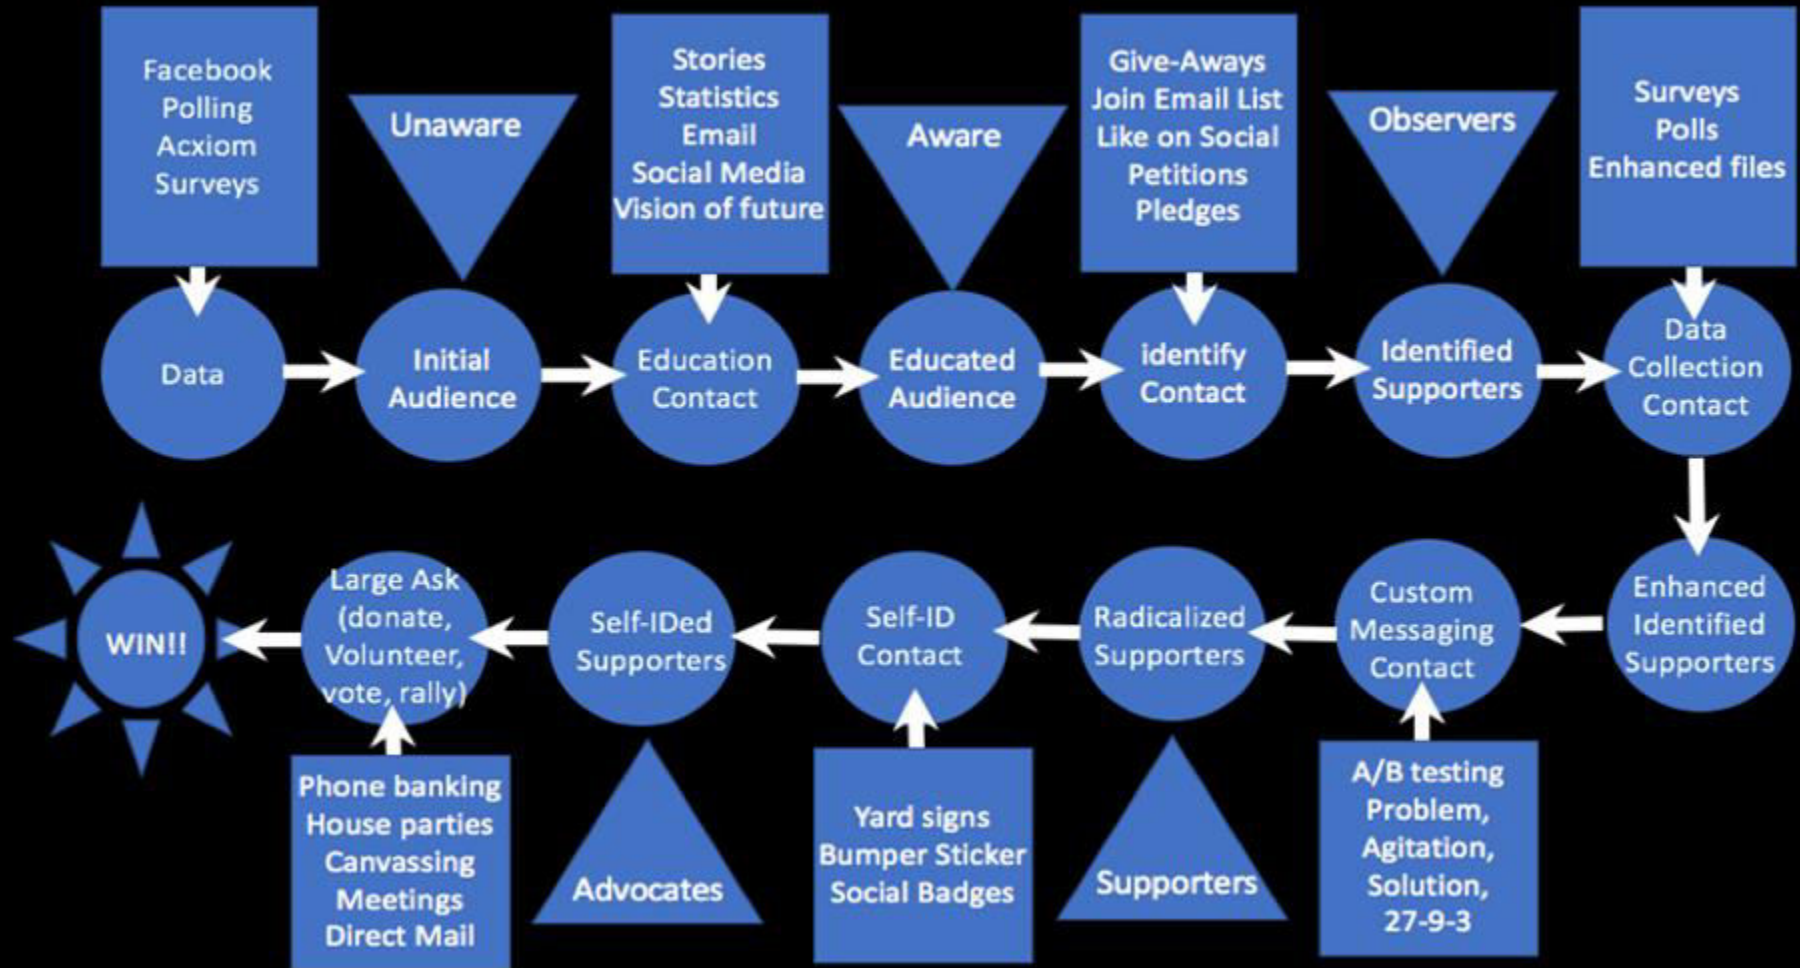 Facebook
Polling
Acxiom
Surveys
Unaware
Stories
Statistics
Email
Social Media
Vision of future
Aware
Give-Aways
Join Email List
Like on Social
Petitions
Pledges
Observers
Surveys
Polls
Enhanced files
Data
Initial
Audience
Education
Contact
Educated
Audience
identify
Contact
Identified
Supporters
Data
Collection
Contact
WIN!!
Large Ask
(donate,
Volunteer,
vote, rally)
Self-IDed
Supporters
Self-ID
Contact
Radicalized
Supporters
Custom
Messaging
Contact
Enhanced
Identified
Supporters
Phone banking
House parties
Canvassing
Meetings
Direct Mail
Advocates
Yard signs
Bumper Sticker
Social Badges
Supporters
A/B testing
Problem,
Agitation,
Solution,
27-9-3